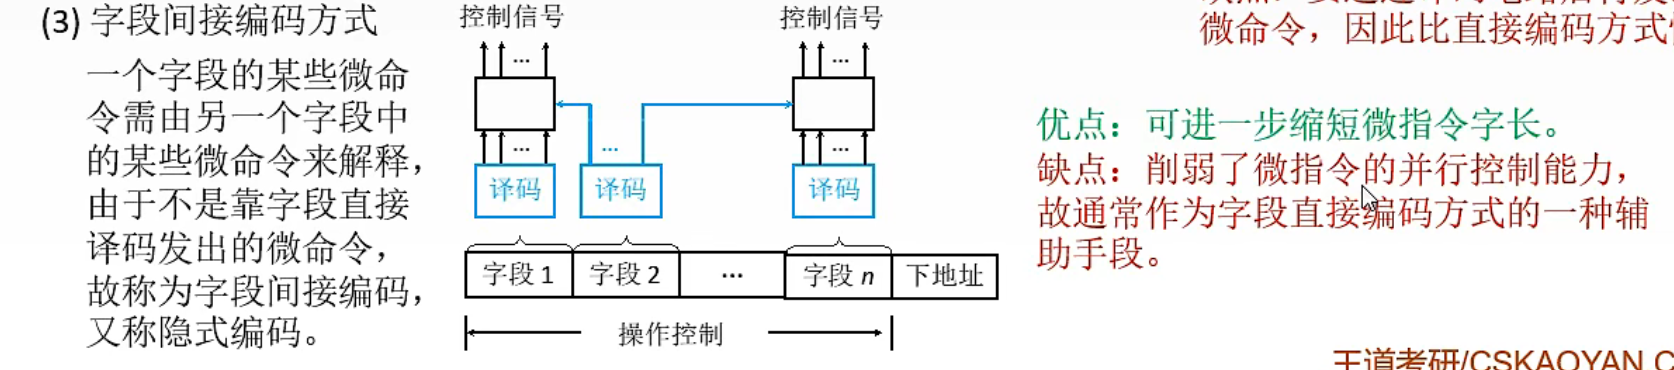 (3) 字段间接编码方式
一个字段的某些微命
令需由另一个字段中
的某些微命令来解释，
由于不是靠字段直接
译码发出的微命令，
故称为字段间接编码，
又称隐式编码。
控制信号
控制信号
...
...
...
...
...
译码
译码
译码
字段 1
字段 2
...
字段 n
下地址
操作控制
微命令，因此比直接编码方式
优点：可进一步缩短微指令字长。
缺点：削弱了微指令的并行控制能力，
故通常作为字段直接编码方式的一种辅
助手段。
王道考研/CSKAOYAN.C